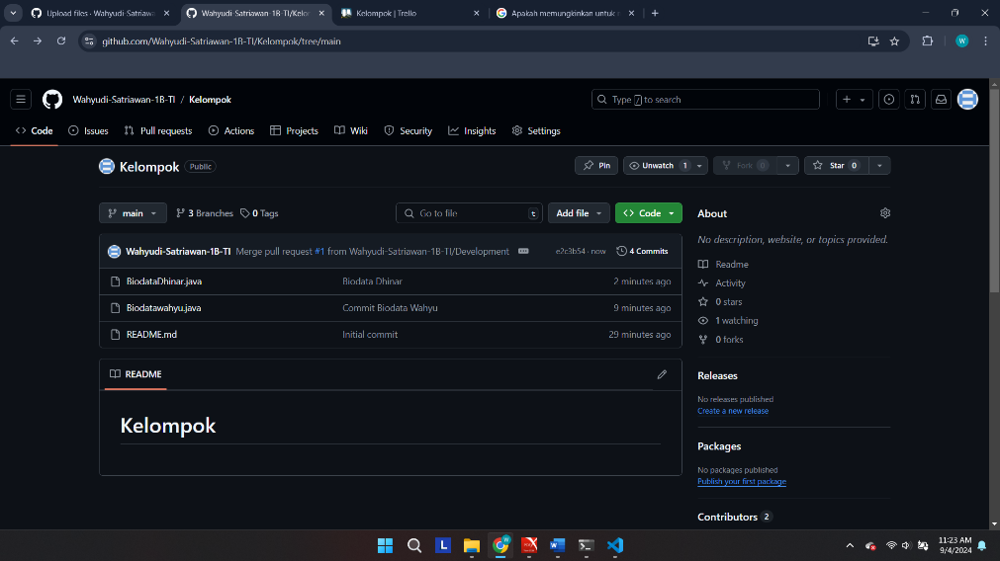 Upload files · Wahyudi-Satriawa
Wahyudi-Satriawan-1B-TI/Kelo
Kelompok | Trello
Apakah memungkinkan untuk
github.com/Wahyudi-Satriawan-1B-TI/Kelompok/tree/main
W
Wahyudi-Satriawan-1B-TI / Kelompok
Type / to search
Code Issues Pull requests Actions Projects Wiki Security Insights Settings
Kelompok Public
Pin Unwatch 1 Fork 0 Star 0
main 3 Branches 0 Tags
Go to file t Add file Code
Wahyudi-Satriawan-1B-TI Merge pull request #1 from Wahyudi-Satriawan-1B-TI/Development e2c3b54 · now 4 Commits
BiodataDhinar.java Biodata Dhinar 2 minutes ago
Biodatawahyu.java Commit Biodata Wahyu 9 minutes ago
README.md Initial commit 29 minutes ago
README
Kelompok
About
No description, website, or topics provided.
Readme
Activity
0 stars
1 watching
0 forks
Releases
No releases published
Create a new release
Packages
No packages published
Publish your first package
Contributors 2
L
11:23 AM
9/4/2024